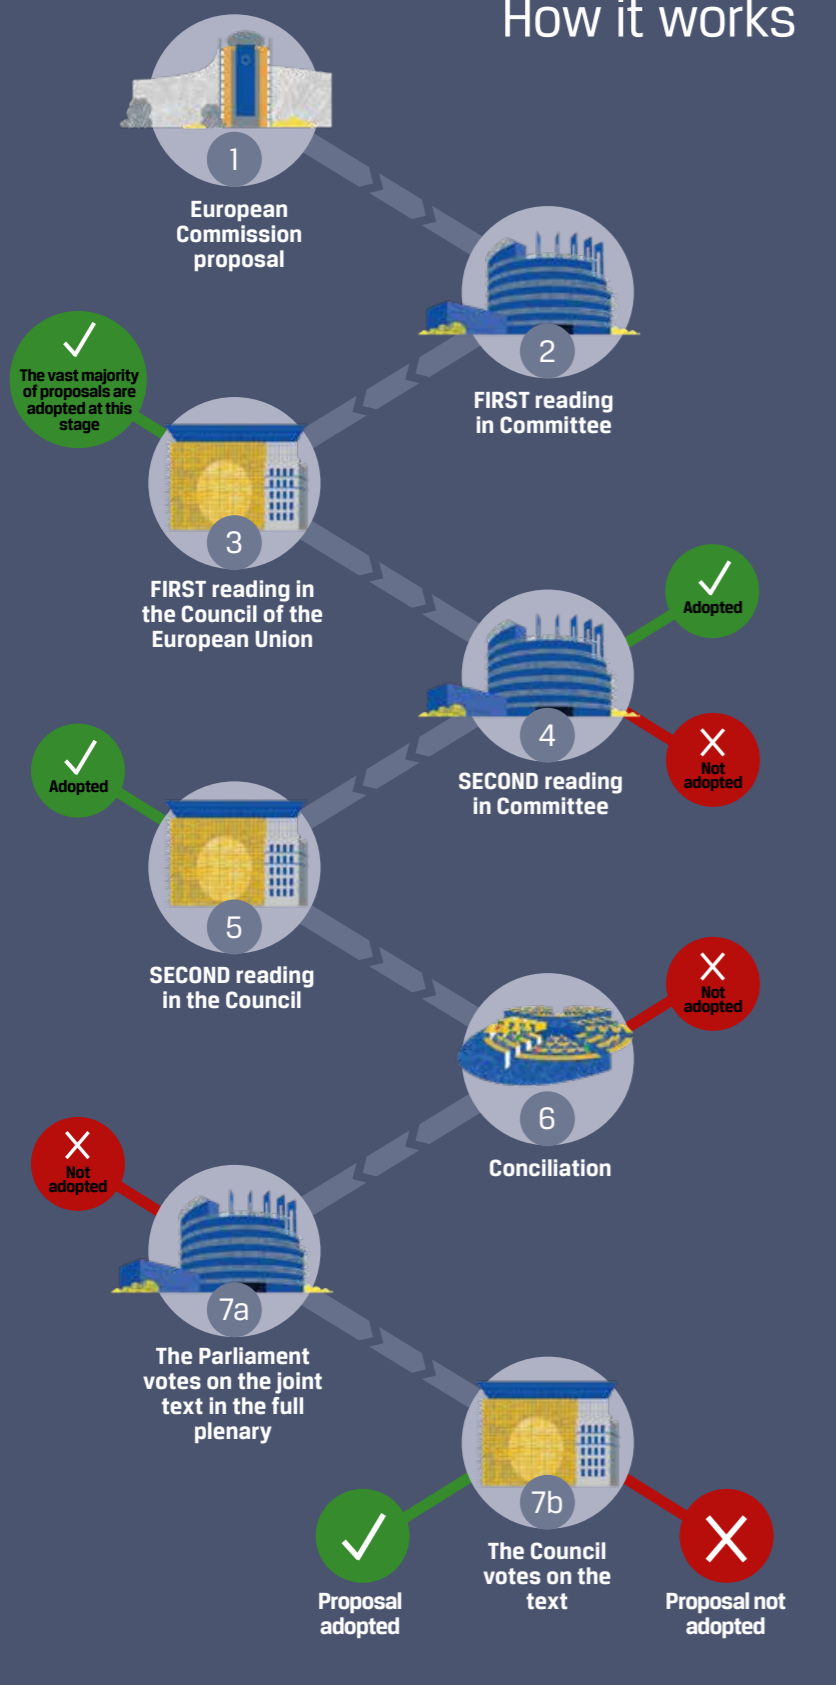 How it works
1
European
Commission
proposal
2
FIRST reading
in Committee
The vast majority
of proposals are
adopted at this
stage
3
FIRST reading in
the Council of the
European Union
Adopted
4
SECOND reading
in Committee
Not
adopted
Adopted
5
SECOND reading
in the Council
Not
adopted
6
Conciliation
Not
adopted
7a
The Parliament
votes on the joint
text in the full
plenary
7b
The Council
votes on the
text
Proposal
adopted
Proposal not
adopted